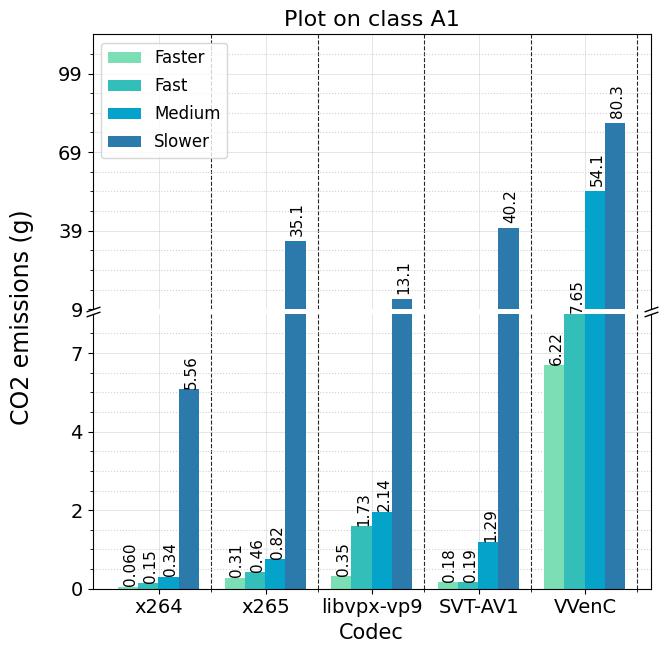 Plot on class A1
Faster
Fast
Medium
Slower
CO2 emissions (g)
99
69
39
9
7
4
2
0
0.060
0.15
0.34
5.56
0.31
0.46
0.82
35.1
0.35
1.73
2.14
13.1
0.18
0.19
1.29
40.2
6.22
7.65
54.1
80.3
x264
x265
libvpx-vp9
SVT-AV1
VVenC
Codec